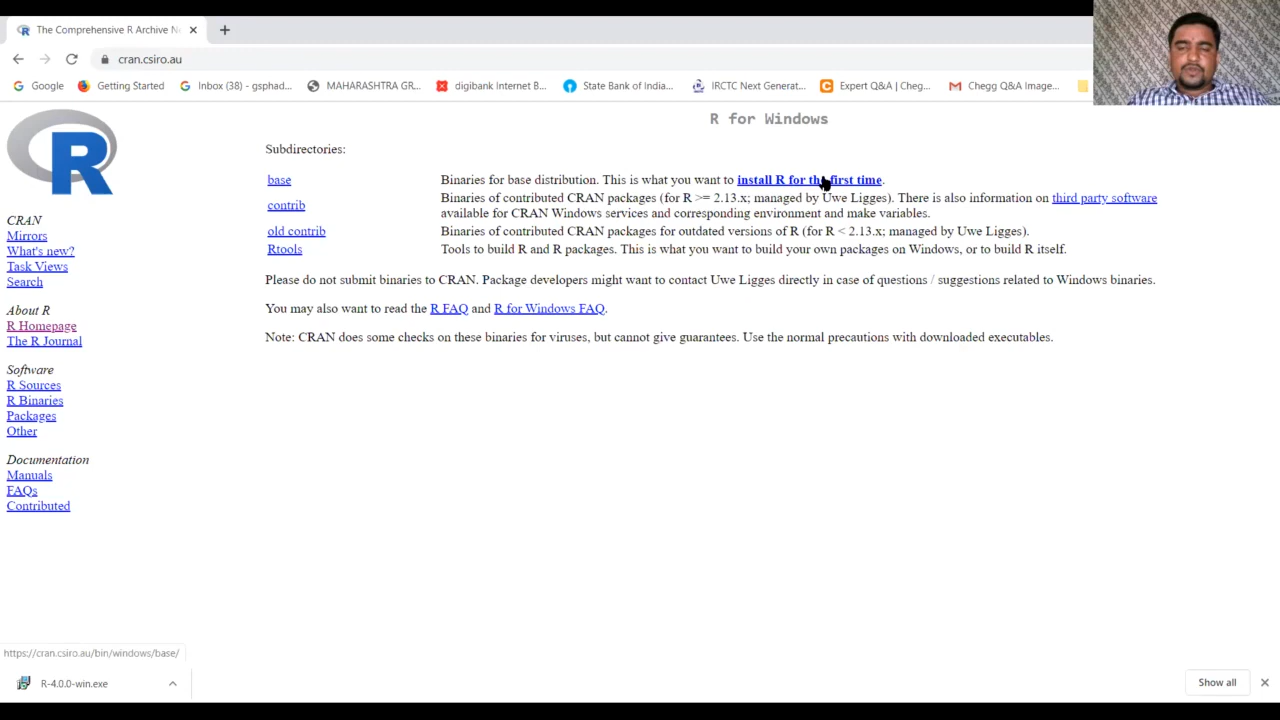 The Comprehensive R Archive N
cran.csiro.au
Google
Getting Started
Inbox (38) - gsphad...
MAHARASHTRA GR...
digibank Internet B...
State Bank of India...
IRCTC Next Generat...
Expert Q&A | Cheg...
Chegg Q&A Image...
R
R for Windows
Subdirectories:
base Binaries for base distribution. This is what you want to install R for the first time.
contrib Binaries of contributed CRAN packages (for R >= 2.13.x; managed by Uwe Ligges). There is also information on third party software
available for CRAN Windows services and corresponding environment and make variables.
old contrib Binaries of contributed CRAN packages for outdated versions of R (for R < 2.13.x; managed by Uwe Ligges).
Rtools Tools to build R and R packages. This is what you want to build your own packages on Windows, or to build R itself.
Please do not submit binaries to CRAN. Package developers might want to contact Uwe Ligges directly in case of questions / suggestions related to Windows binaries.
You may also want to read the R FAQ and R for Windows FAQ.
Note: CRAN does some checks on these binaries for viruses, but cannot give guarantees. Use the normal precautions with downloaded executables.
CRAN
Mirrors
What's new?
Task Views
Search
About R
R Homepage
The R Journal
Software
R Sources
R Binaries
Packages
Other
Documentation
Manuals
FAQs
Contributed
https://cran.csiro.au/bin/windows/base/
R-4.0.0-win.exe
Show all